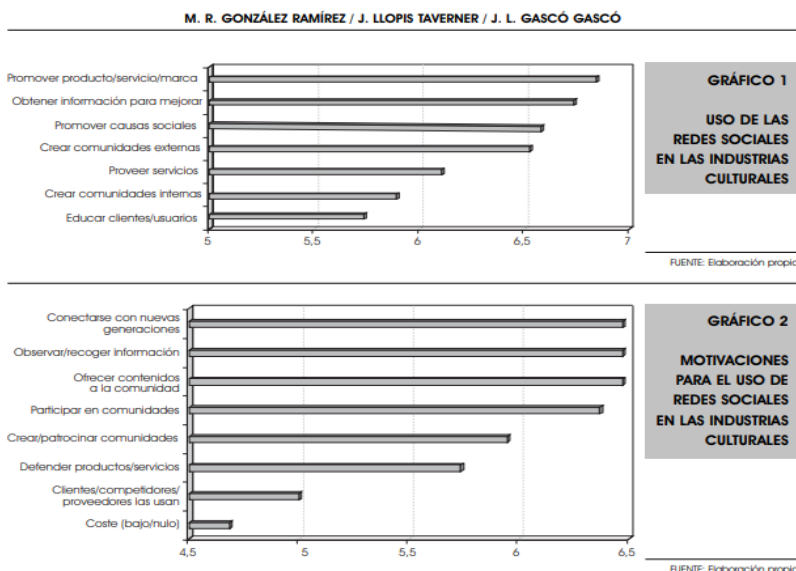 M. R. GONZÁLEZ RAMÍREZ / J. LLOPIS TAVERNER / J. L. GASCÓ GASCÓ
Promover producto/servicio/marca
Obtener información para mejorar
Promover causas sociales
Crear comunidades externas
Proveer servicios
Crear comunidades internas
Educar clientes/usuarios
5 5,5 6 6,5 7
GRÁFICO 1
USO DE LAS
REDES SOCIALES
EN LAS INDUSTRIAS
CULTURALES
FUENTE: Elaboración propia
Conectarse con nuevas
generaciones
Observar/recoger información
Ofrecer contenidos
a la comunidad
Participar en comunidades
Crear/patrocinar comunidades
Defender productos/servicios
Clientes/competidores/
proveedores las usan
Coste (bajo/nulo)
4,5 5 5,5 6 6,5
GRÁFICO 2
MOTIVACIONES
PARA EL USO DE
REDES SOCIALES
EN LAS INDUSTRIAS
CULTURALES
FUENTE: Elaboración propia